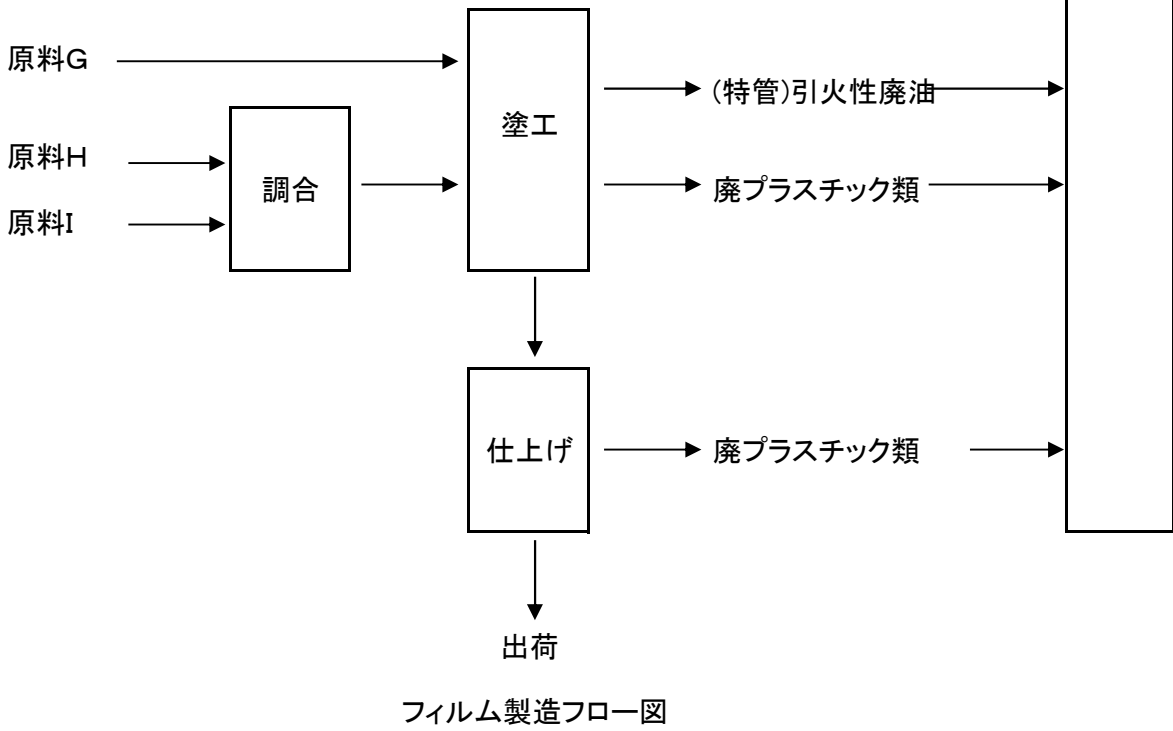 原料G
原料H
原料I
調合
塗工
(特管)引火性廃油
廃プラスチック類
仕上げ
廃プラスチック類
出荷
フィルム製造フロー図